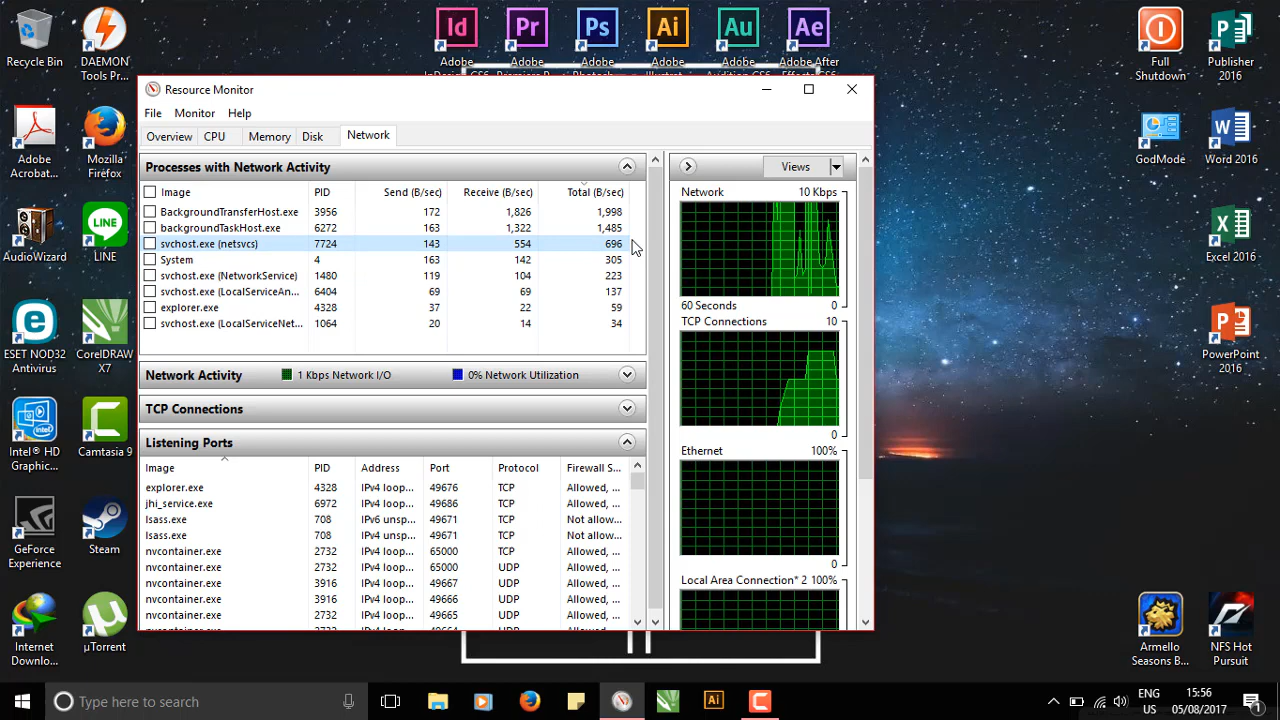 Recycle Bin
DAEMON
Tools Pr...
Adobe
Acrobat...
Mozilla
Firefox
AudioWizard
LINE
ESET NOD32
Antivirus
CorelDRAW
X7
Intel® HD
Graphic...
Camtasia 9
GeForce
Experience
Steam
Internet
Downlo...
µTorrent
Id
Pr
Ps
Ai
Au
Ae
Adobe
Adobe
Adobe
Adobe
Adobe
Adobe After
Full
Shutdown
Publisher
2016
GodMode
Word 2016
Excel 2016
PowerPoint
2016
Armello
Seasons B...
NFS Hot
Pursuit
Resource Monitor
File Monitor Help
Overview CPU Memory Disk Network
Processes with Network Activity
Image PID Send (B/sec) Receive (B/sec) Total (B/sec)
BackgroundTransferHost.exe 3956 172 1,826 1,998
backgroundTaskHost.exe 6272 163 1,322 1,485
svchost.exe (netsvcs) 7724 143 554 696
System 4 163 142 305
svchost.exe (NetworkService) 1480 119 104 223
svchost.exe (LocalServiceAn... 6404 69 69 137
explorer.exe 4328 37 22 59
svchost.exe (LocalServiceNet... 1064 20 14 34
Network Activity 1 Kbps Network I/O 0% Network Utilization
TCP Connections
Listening Ports
Image PID Address Port Protocol Firewall S...
explorer.exe 4328 IPv4 loop... 49676 TCP Allowed, ...
jhi_service.exe 6972 IPv4 loop... 49686 TCP Allowed, ...
lsass.exe 708 IPv6 unsp... 49671 TCP Not allow...
lsass.exe 708 IPv4 unsp... 49671 TCP Not allow...
nvcontainer.exe 2732 IPv4 loop... 65000 TCP Allowed, ...
nvcontainer.exe 2732 IPv4 loop... 65000 UDP Allowed, ...
nvcontainer.exe 3916 IPv4 loop... 49667 UDP Allowed, ...
nvcontainer.exe 3916 IPv4 loop... 49666 UDP Allowed, ...
nvcontainer.exe 2732 IPv4 loop... 49665 UDP Allowed, ...
Views
Network 10 Kbps
60 Seconds 0
TCP Connections 10
0
Ethernet 100%
0
Local Area Connection* 2 100%
Type here to search
ENG
US
15:56
05/08/2017
1